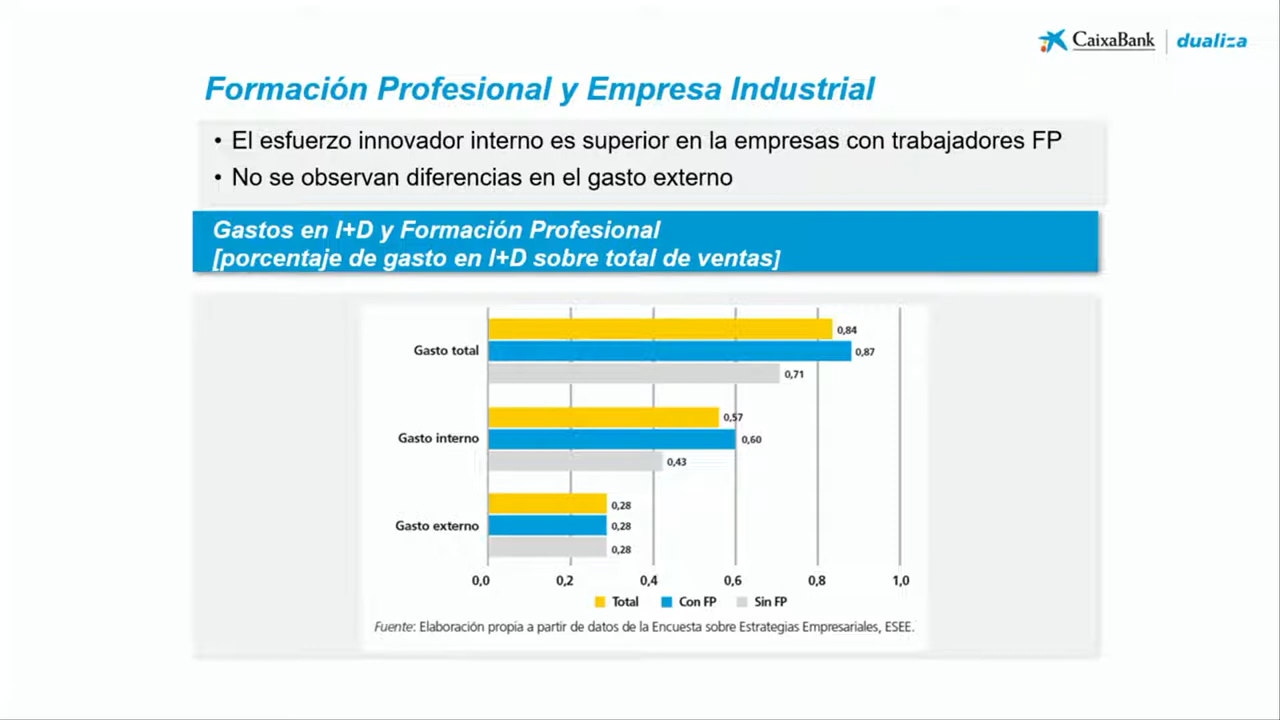 CaixaBank | dualiza
Formación Profesional y Empresa Industrial
• El esfuerzo innovador interno es superior en la empresas con trabajadores FP
• No se observan diferencias en el gasto externo
Gastos en I+D y Formación Profesional
[porcentaje de gasto en I+D sobre total de ventas]
0,84
Gasto total 0,87
0,71
0,57
Gasto interno 0,60
0,43
0,28
Gasto externo 0,28
0,28
0,0 0,2 0,4 0,6 0,8 1,0
Total Con FP Sin FP
Fuente: Elaboración propia a partir de datos de la Encuesta sobre Estrategias Empresariales, ESEE.